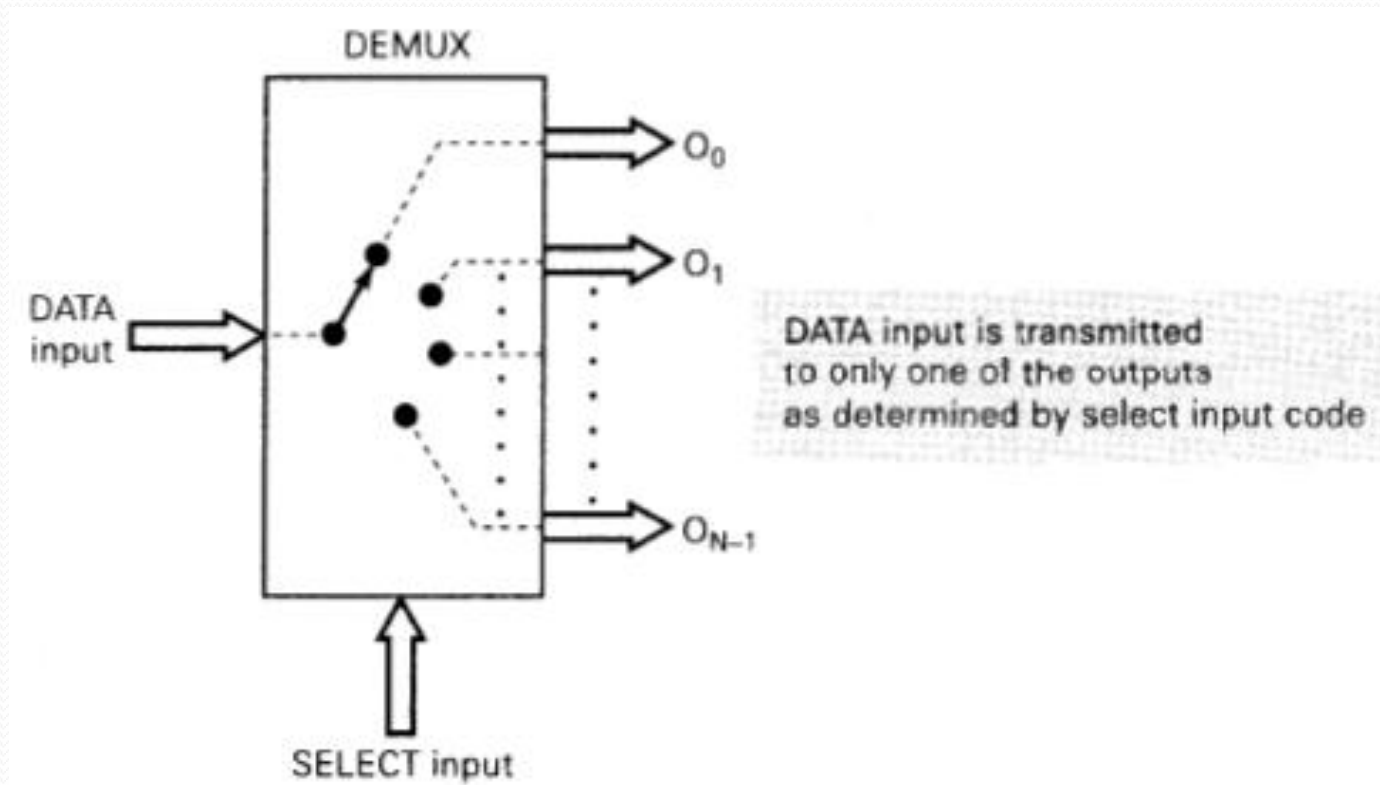 DEMUX
O₀
O₁
DATA
input
DATA input is transmitted
to only one of the outputs
as determined by select input code
O_N–1
SELECT input